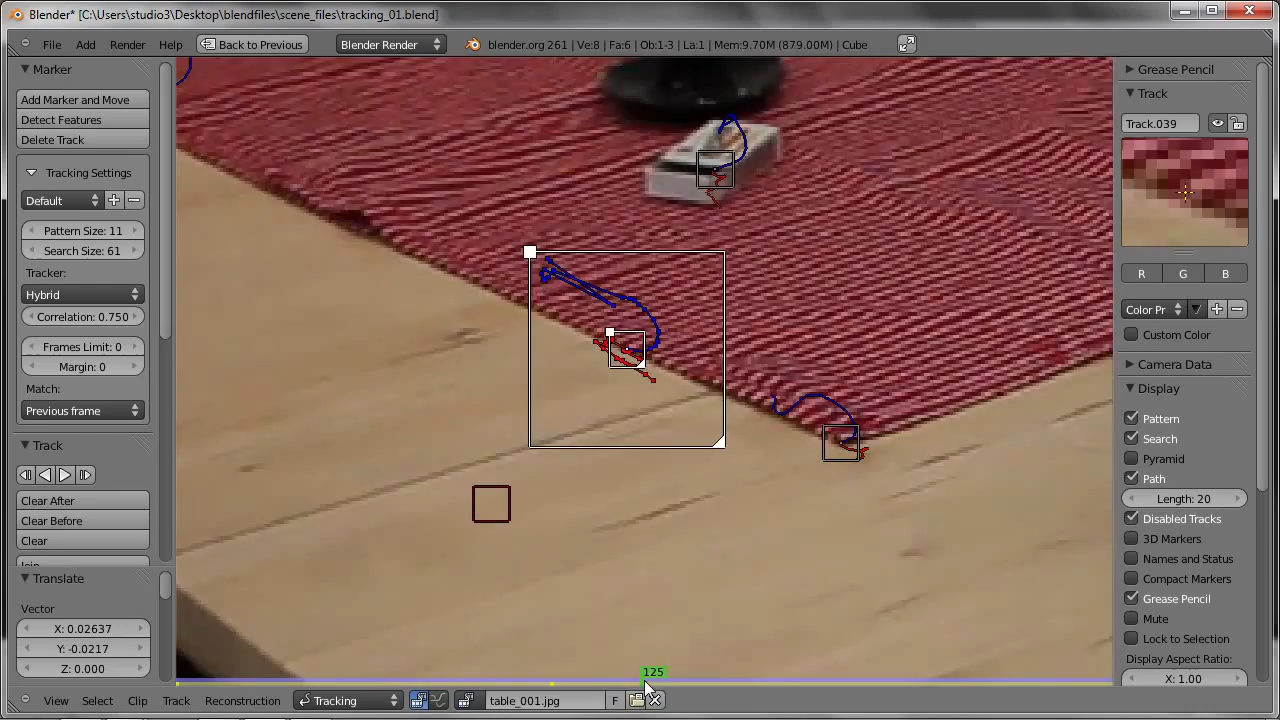 Blender* [C:\Users\studio3\Desktop\blendfiles\scene_files\tracking_01.blend]
File Add Render Help Back to Previous Blender Render blender.org 261 | Ve:8 | Fa:6 | Ob:1-3 | La:1 | Mem:9.70M (879.00M) | Cube
Marker
Add Marker and Move
Detect Features
Delete Track
Tracking Settings
Default
Pattern Size: 11
Search Size: 61
Tracker:
Hybrid
Correlation: 0.750
Frames Limit: 0
Margin: 0
Match:
Previous frame
Track
Clear After
Clear Before
Clear
Join
Translate
Vector
X: 0.02637
Y: -0.0217
Z: 0.000
125
Grease Pencil
Track
Track.039
R G B
Color Pr
Custom Color
Camera Data
Display
Pattern
Search
Pyramid
Path
Length: 20
Disabled Tracks
3D Markers
Names and Status
Compact Markers
Grease Pencil
Mute
Lock to Selection
Display Aspect Ratio:
X: 1.00
View Select Clip Track Reconstruction Tracking table_001.jpg F